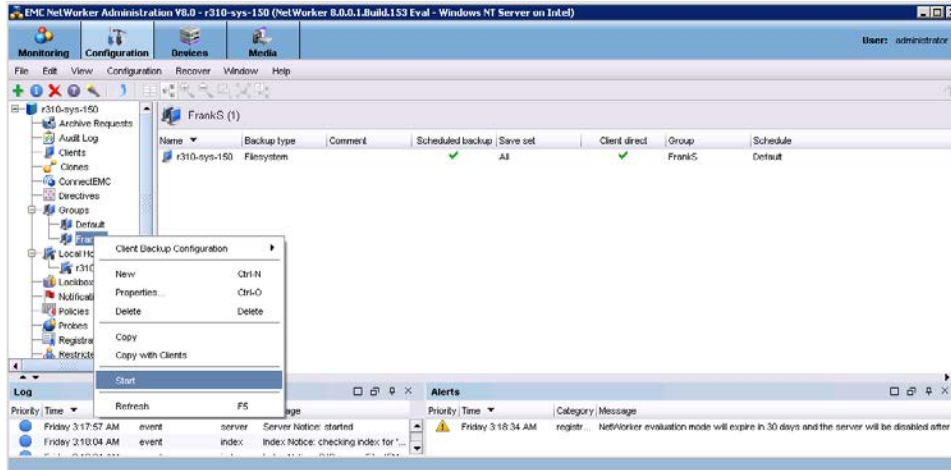 EMC NetWorker Administration V8.0 - r310-sys-150 (NetWorker 8.0.0.1.Build.153 Eval - Windows NT Server on Intel)
Monitoring Configuration Devices Media
User: administrator
File Edit View Configuration Recover Window Help
r310-sys-150
Archive Requests
Audit Log
Clients
Clones
ConnectEMC
Directives
Groups
Default
Local Ho
r310
Lockbox
Notificati
Policies
Probes
Registra
Restricte
FrankS (1)
Name Backup type Comment Scheduled backup Save set Client direct Group Schedule
r310-sys-150 Filesystem All FrankS Default
Client Backup Configuration
New Ctrl-N
Properties... Ctrl-O
Delete Delete
Copy
Copy with Clients
Start
Refresh F5
Log
Priority Time age
Friday 3:17:57 AM event server Server Notice: started
Friday 3:18:04 AM event index Index Notice: checking index for '...
Alerts
Priority Time Category Message
Friday 3:18:34 AM registr... NetWorker evaluation mode will expire in 30 days and the server will be disabled after